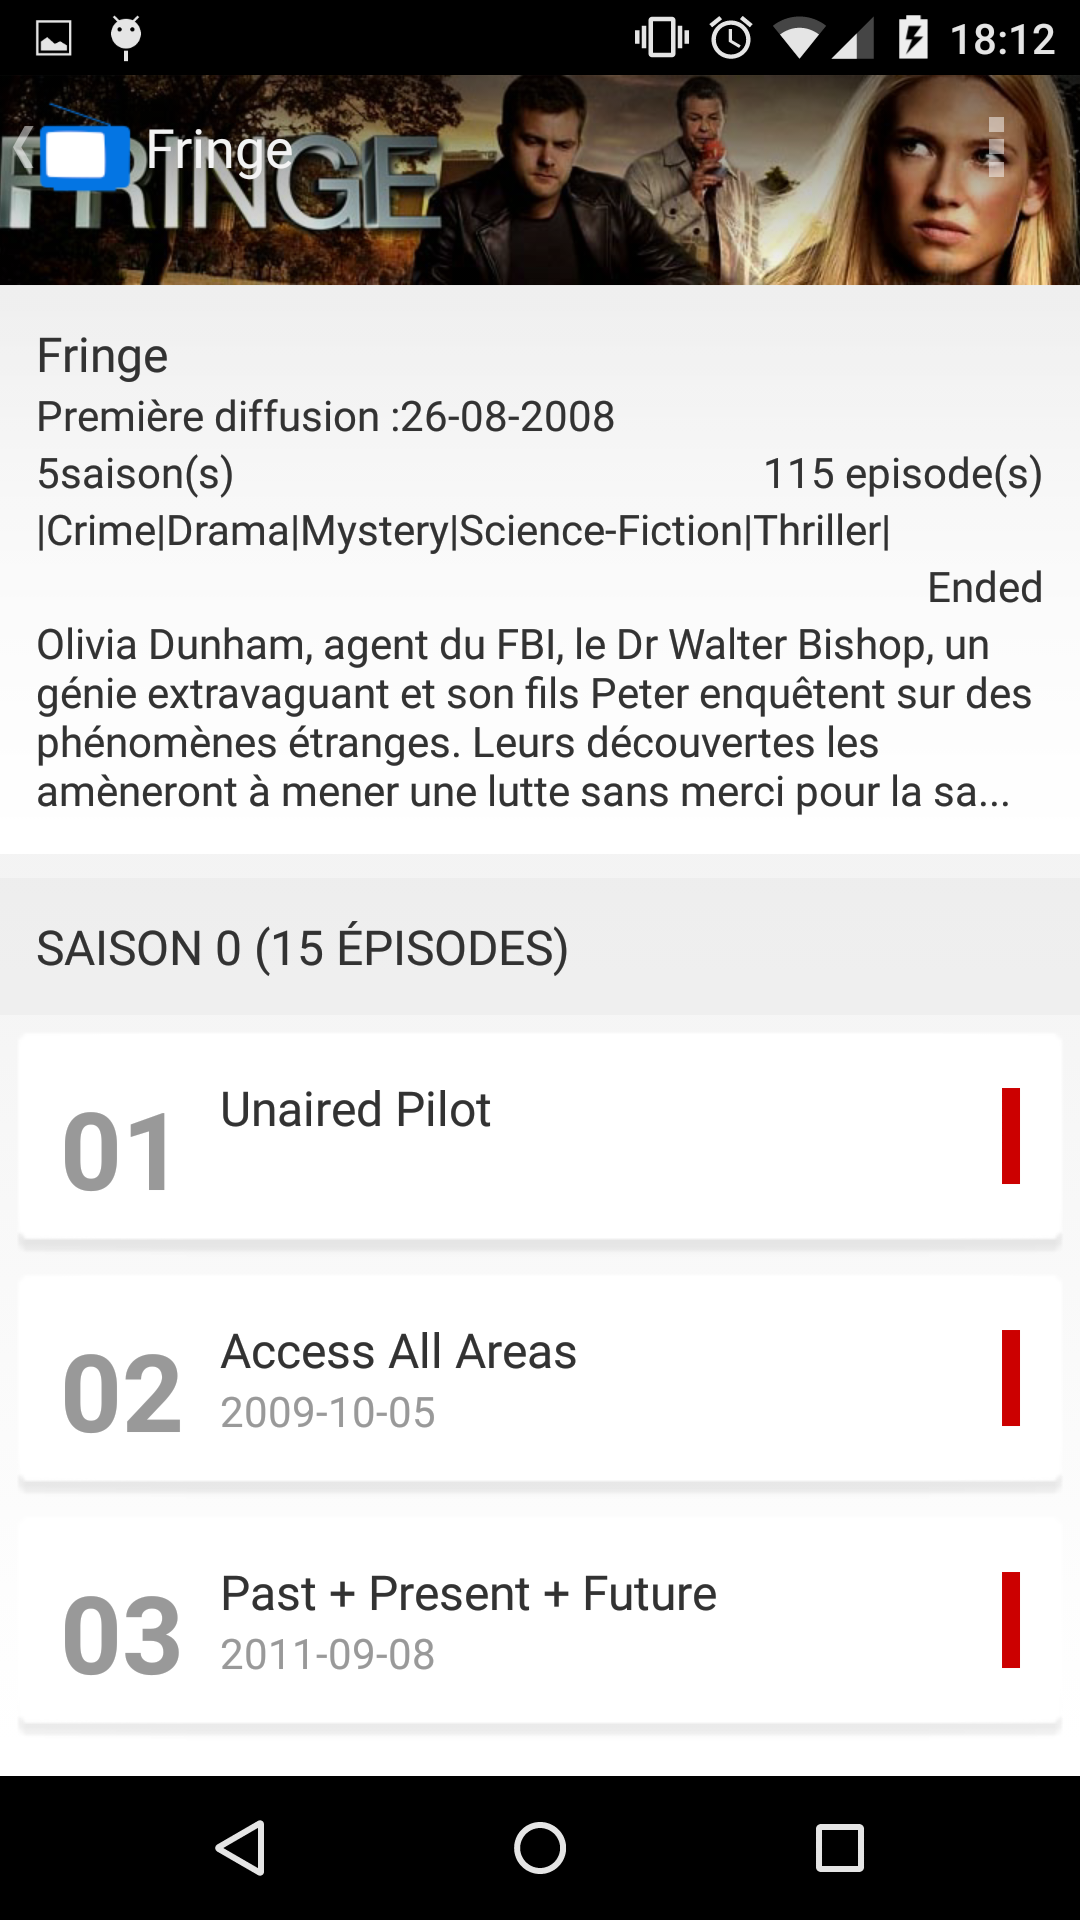 18:12
FRINGE
Fringe
Fringe
Première diffusion :26-08-2008
5saison(s) 115 episode(s)
|Crime|Drama|Mystery|Science-Fiction|Thriller|
Ended
Olivia Dunham, agent du FBI, le Dr Walter Bishop, un
génie extravaguant et son fils Peter enquêtent sur des
phénomènes étranges. Leurs découvertes les
amèneront à mener une lutte sans merci pour la sa...
SAISON 0 (15 ÉPISODES)
01 Unaired Pilot
02 Access All Areas
2009-10-05
03 Past + Present + Future
2011-09-08